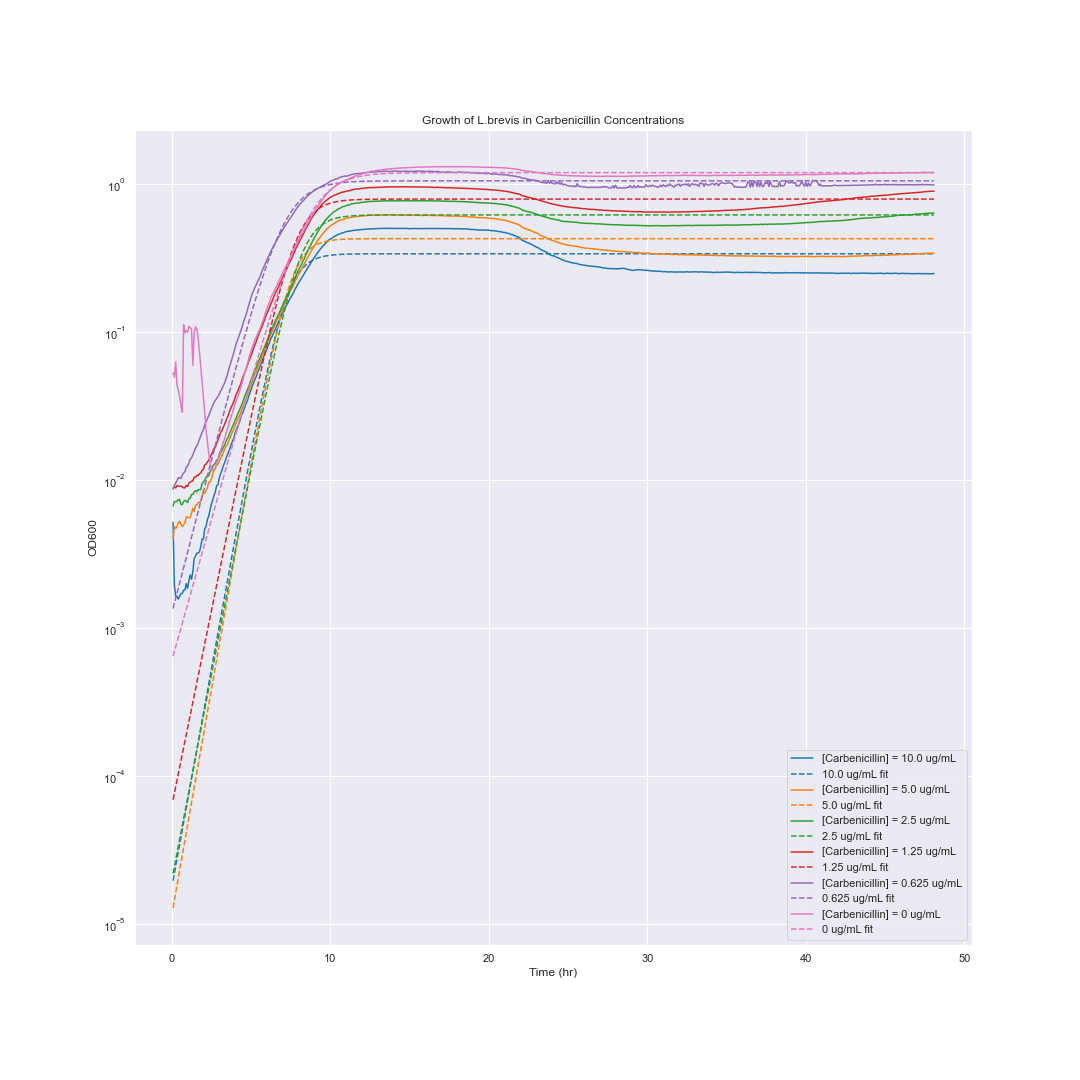 Growth of L.brevis in Carbenicillin Concentrations
OD600
10⁰
10⁻¹
10⁻²
10⁻³
10⁻⁴
10⁻⁵
[Carbenicillin] = 10.0 ug/mL
10.0 ug/mL fit
[Carbenicillin] = 5.0 ug/mL
5.0 ug/mL fit
[Carbenicillin] = 2.5 ug/mL
2.5 ug/mL fit
[Carbenicillin] = 1.25 ug/mL
1.25 ug/mL fit
[Carbenicillin] = 0.625 ug/mL
0.625 ug/mL fit
[Carbenicillin] = 0 ug/mL
0 ug/mL fit
0 10 20 30 40 50
Time (hr)